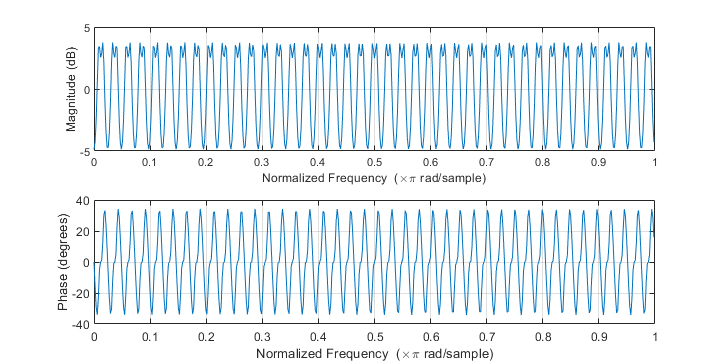 5
0
-5
Magnitude (dB)
0 0.1 0.2 0.3 0.4 0.5 0.6 0.7 0.8 0.9 1
Normalized Frequency (×π rad/sample)
40
20
0
-20
-40
Phase (degrees)
0 0.1 0.2 0.3 0.4 0.5 0.6 0.7 0.8 0.9 1
Normalized Frequency (×π rad/sample)